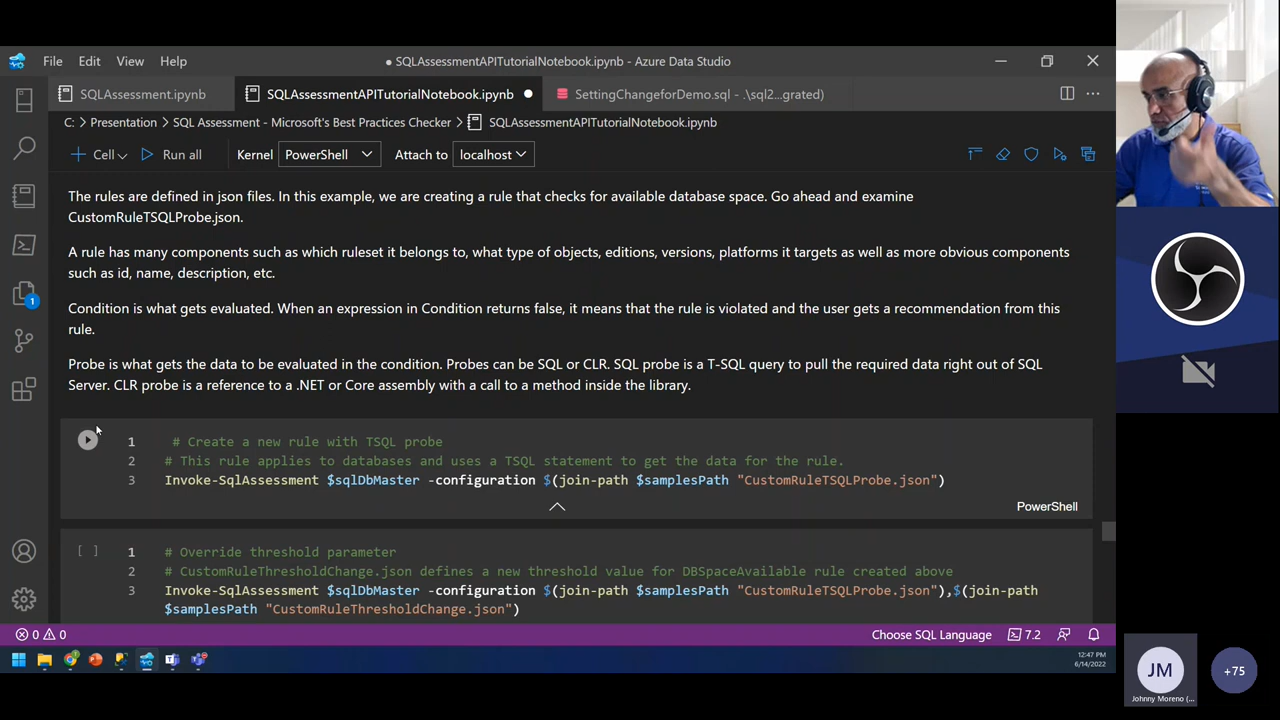 File Edit View Help
● SQLAssessmentAPITutorialNotebook.ipynb - Azure Data Studio
SQLAssessment.ipynb
SQLAssessmentAPITutorialNotebook.ipynb
SettingChangeforDemo.sql - .\sql2...grated)
C: > Presentation > SQL Assessment - Microsoft's Best Practices Checker > SQLAssessmentAPITutorialNotebook.ipynb
Cell
Run all
Kernel
PowerShell
Attach to
localhost
The rules are defined in json files. In this example, we are creating a rule that checks for available database space. Go ahead and examine
CustomRuleTSQLProbe.json.
A rule has many components such as which ruleset it belongs to, what type of objects, editions, versions, platforms it targets as well as more obvious components
such as id, name, description, etc.
Condition is what gets evaluated. When an expression in Condition returns false, it means that the rule is violated and the user gets a recommendation from this
rule.
Probe is what gets the data to be evaluated in the condition. Probes can be SQL or CLR. SQL probe is a T-SQL query to pull the required data right out of SQL
Server. CLR probe is a reference to a .NET or Core assembly with a call to a method inside the library.
1 # Create a new rule with TSQL probe
2 # This rule applies to databases and uses a TSQL statement to get the data for the rule.
3 Invoke-SqlAssessment $sqlDbMaster -configuration $(join-path $samplesPath "CustomRuleTSQLProbe.json")
PowerShell
[ ] 1 # Override threshold parameter
2 # CustomRuleThresholdChange.json defines a new threshold value for DBSpaceAvailable rule created above
3 Invoke-SqlAssessment $sqlDbMaster -configuration $(join-path $samplesPath "CustomRuleTSQLProbe.json"),$(join-path
$samplesPath "CustomRuleThresholdChange.json")
1
0 0
Choose SQL Language
7.2
12:47 PM
6/14/2022
JM
Johnny Moreno (...
+75